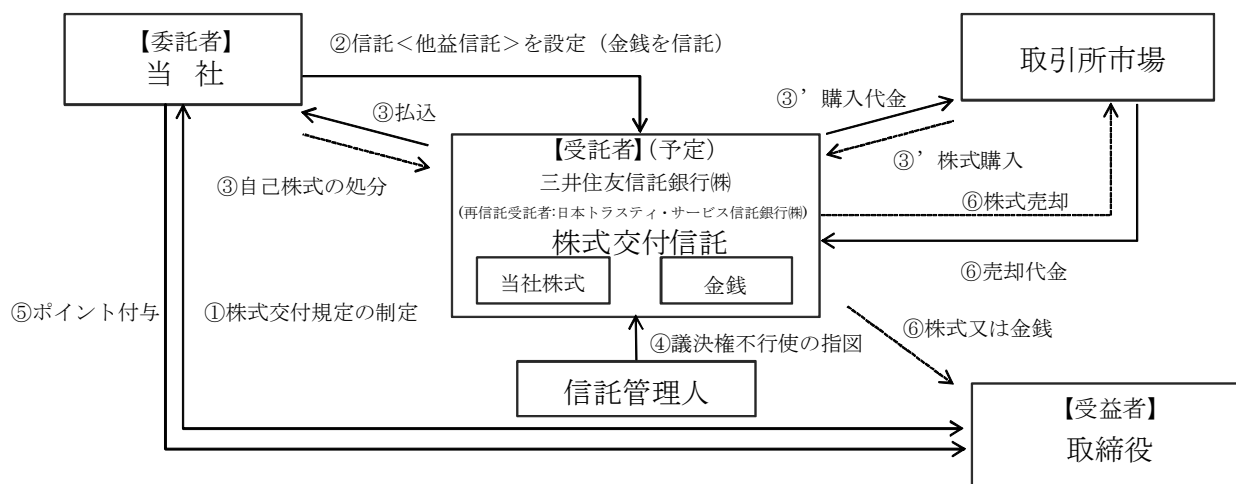 【委託者】
当 社
②信託<他益信託>を設定(金銭を信託)
取引所市場
③払込
③’購入代金
③自己株式の処分
【受託者】(予定)
三井住友信託銀行㈱
(再信託受託者:日本トラスティ・サービス信託銀行㈱)
株式交付信託
当社株式
金銭
③’株式購入
⑥株式売却
⑥売却代金
⑤ポイント付与
①株式交付規定の制定
④議決権不行使の指図
⑥株式又は金銭
信託管理人
【受益者】
取締役